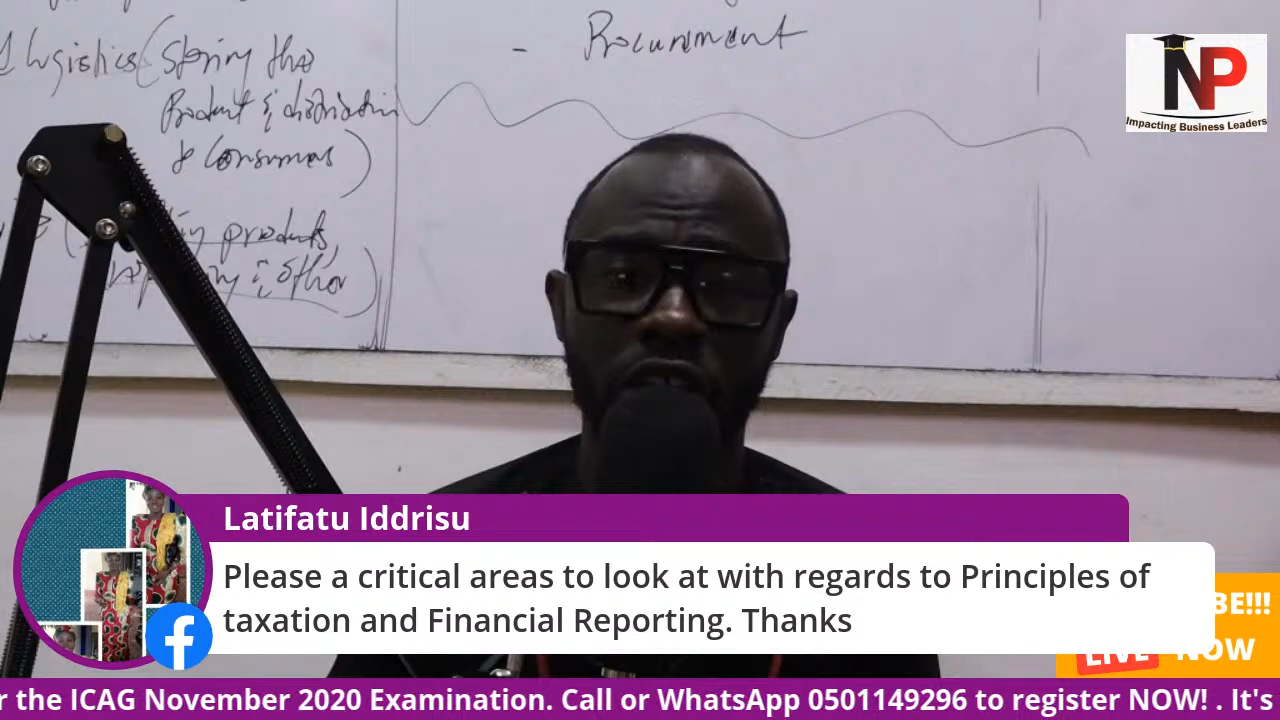 Logistics (Storing the
Product & distribution
to Consumers)
products,
& other)
- Procurement
NP
Impacting Business Leaders
Latifatu Iddrisu
Please a critical areas to look at with regards to Principles of
taxation and Financial Reporting. Thanks
f
BE!!!
LIVE NOW
r the ICAG November 2020 Examination. Call or WhatsApp 0501149296 to register NOW! . It's